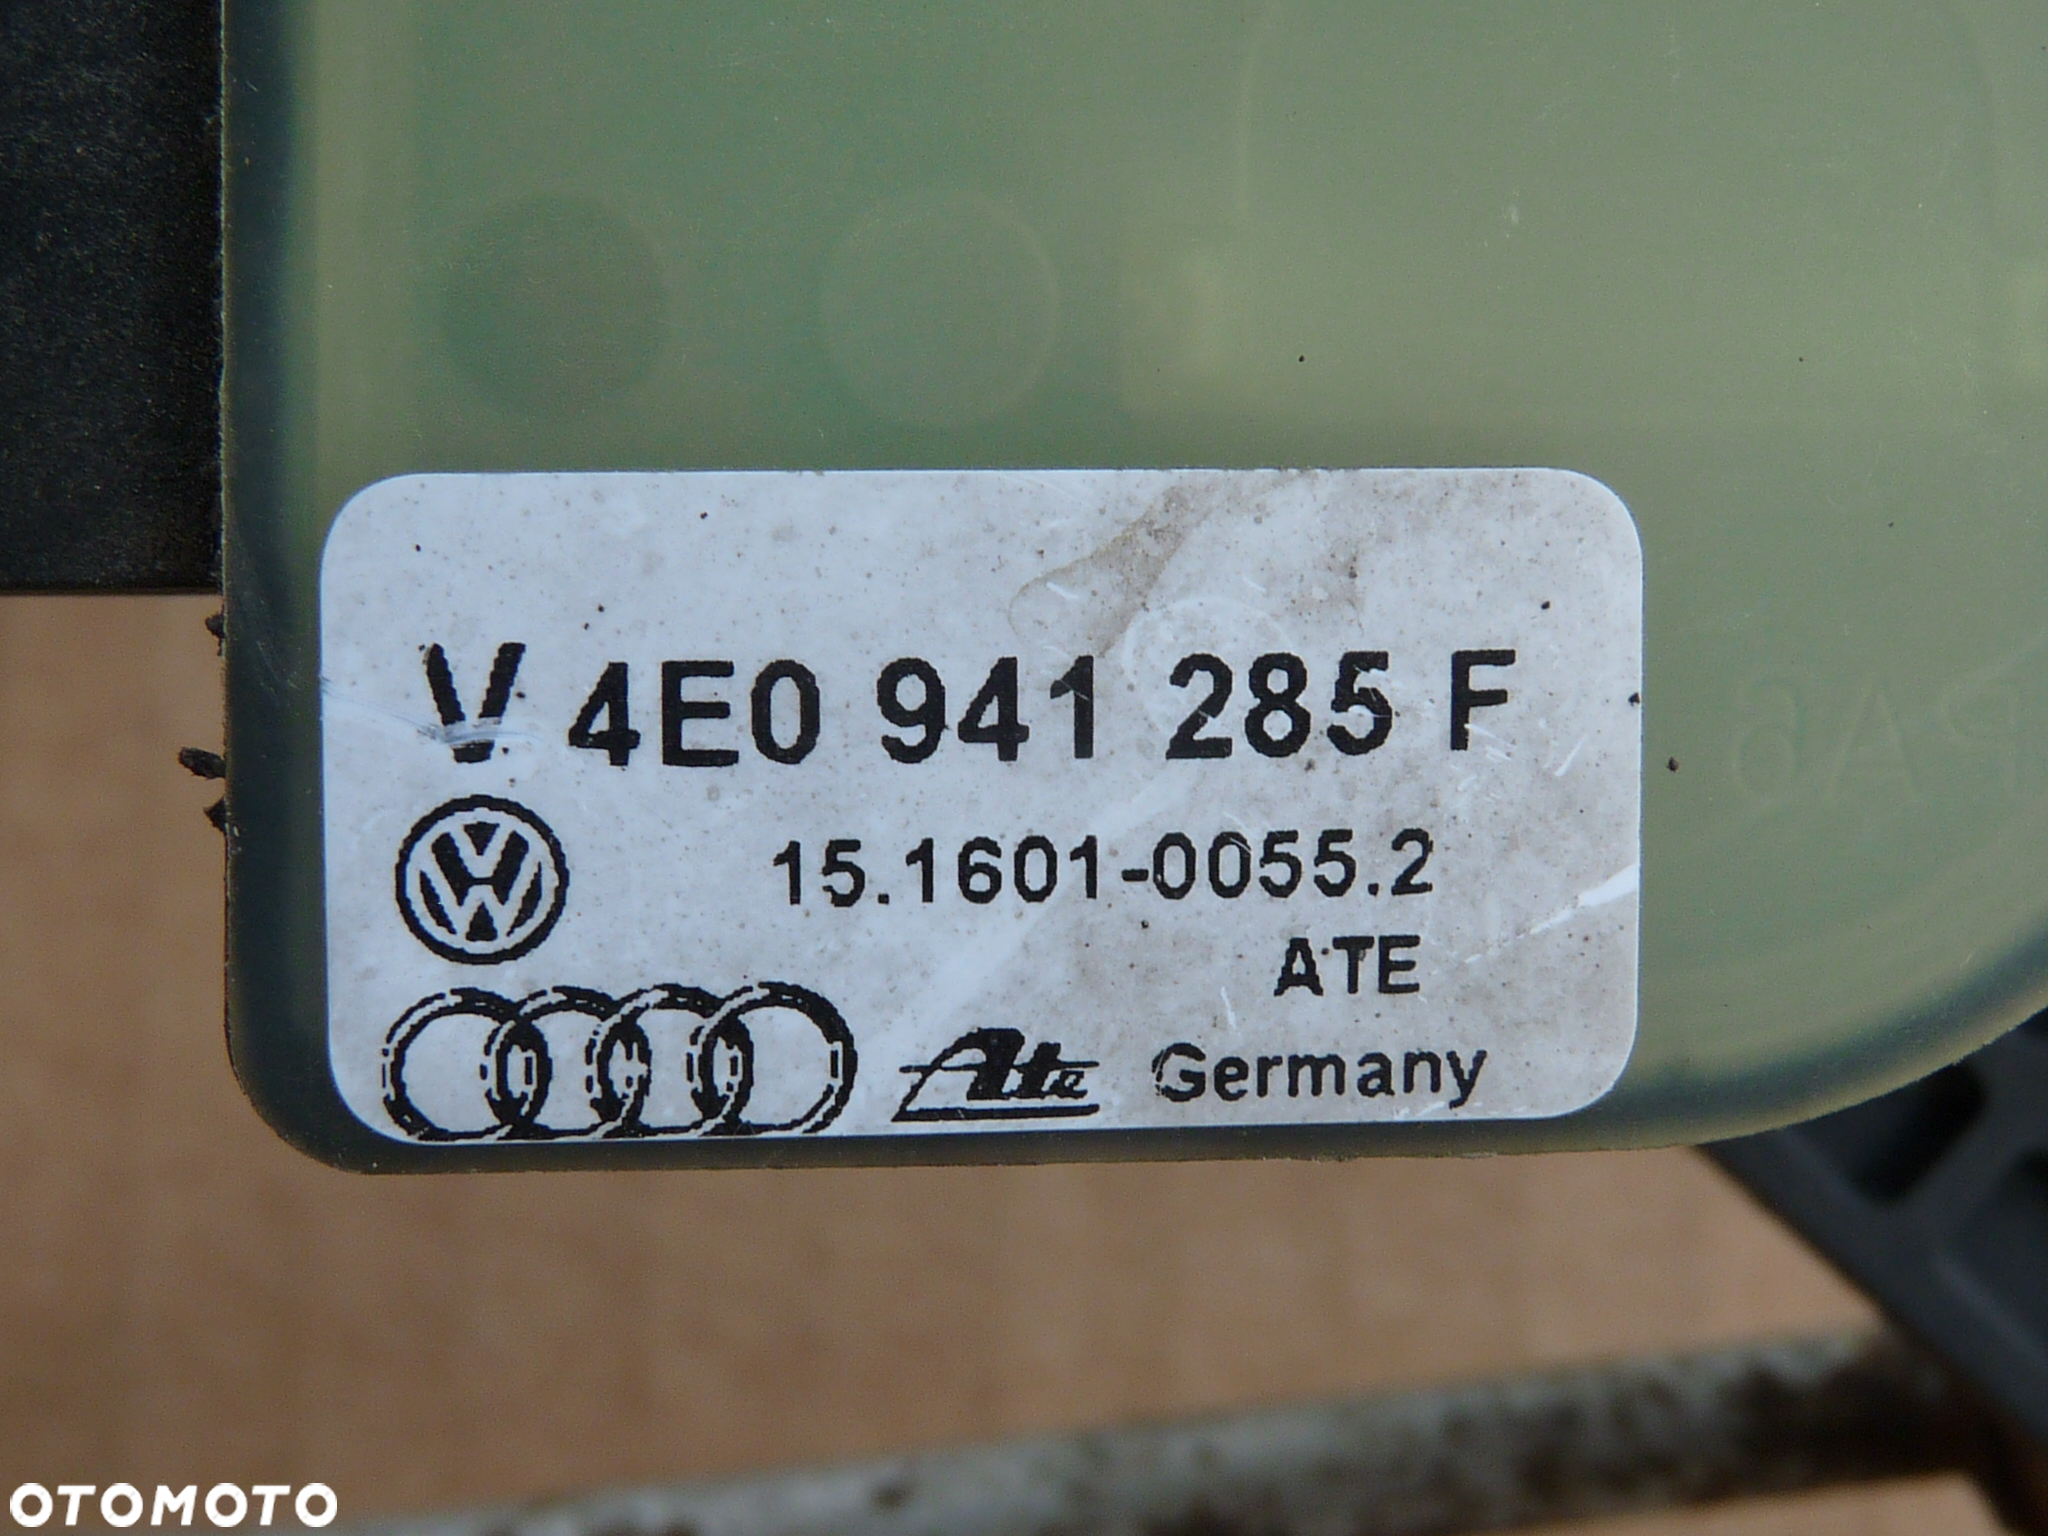 V 4E0 941 285 F
15.1601-0055.2
ATE
Ate Germany
OTOMOTO